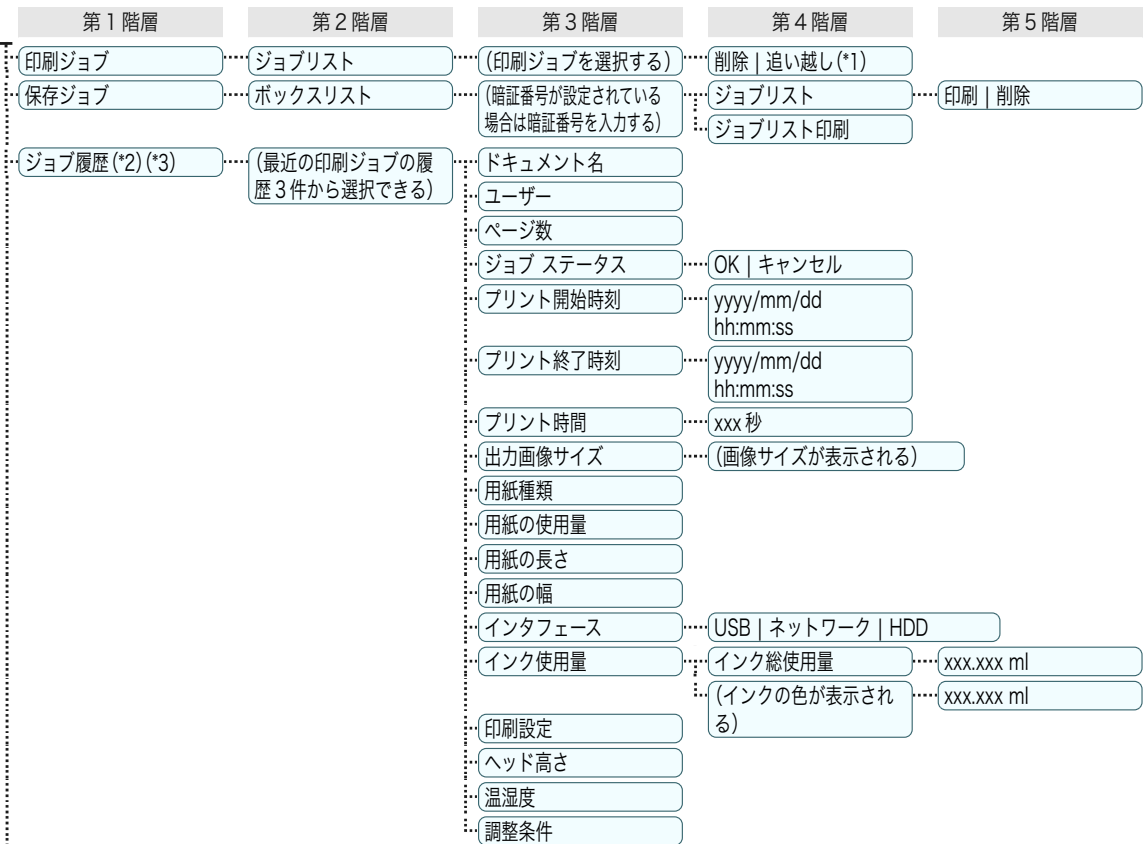 第1階層 第2階層 第3階層 第4階層 第5階層
印刷ジョブ ジョブリスト (印刷ジョブを選択する) 削除 | 追い越し(*1)
保存ジョブ ボックスリスト (暗証番号が設定されている ジョブリスト 印刷 | 削除
場合は暗証番号を入力する) ジョブリスト印刷
ジョブ履歴(*2)(*3) (最近の印刷ジョブの履 ドキュメント名
歴3件から選択できる) ユーザー
ページ数
ジョブ ステータス OK | キャンセル
プリント開始時刻 yyyy/mm/dd
hh:mm:ss
プリント終了時刻 yyyy/mm/dd
hh:mm:ss
プリント時間 xxx秒
出力画像サイズ (画像サイズが表示される)
用紙種類
用紙の使用量
用紙の長さ
用紙の幅
インタフェース USB | ネットワーク | HDD
インク使用量 インク総使用量 xxx.xxx ml
(インクの色が表示され xxx.xxx ml
る)
印刷設定
ヘッド高さ
温湿度
調整条件